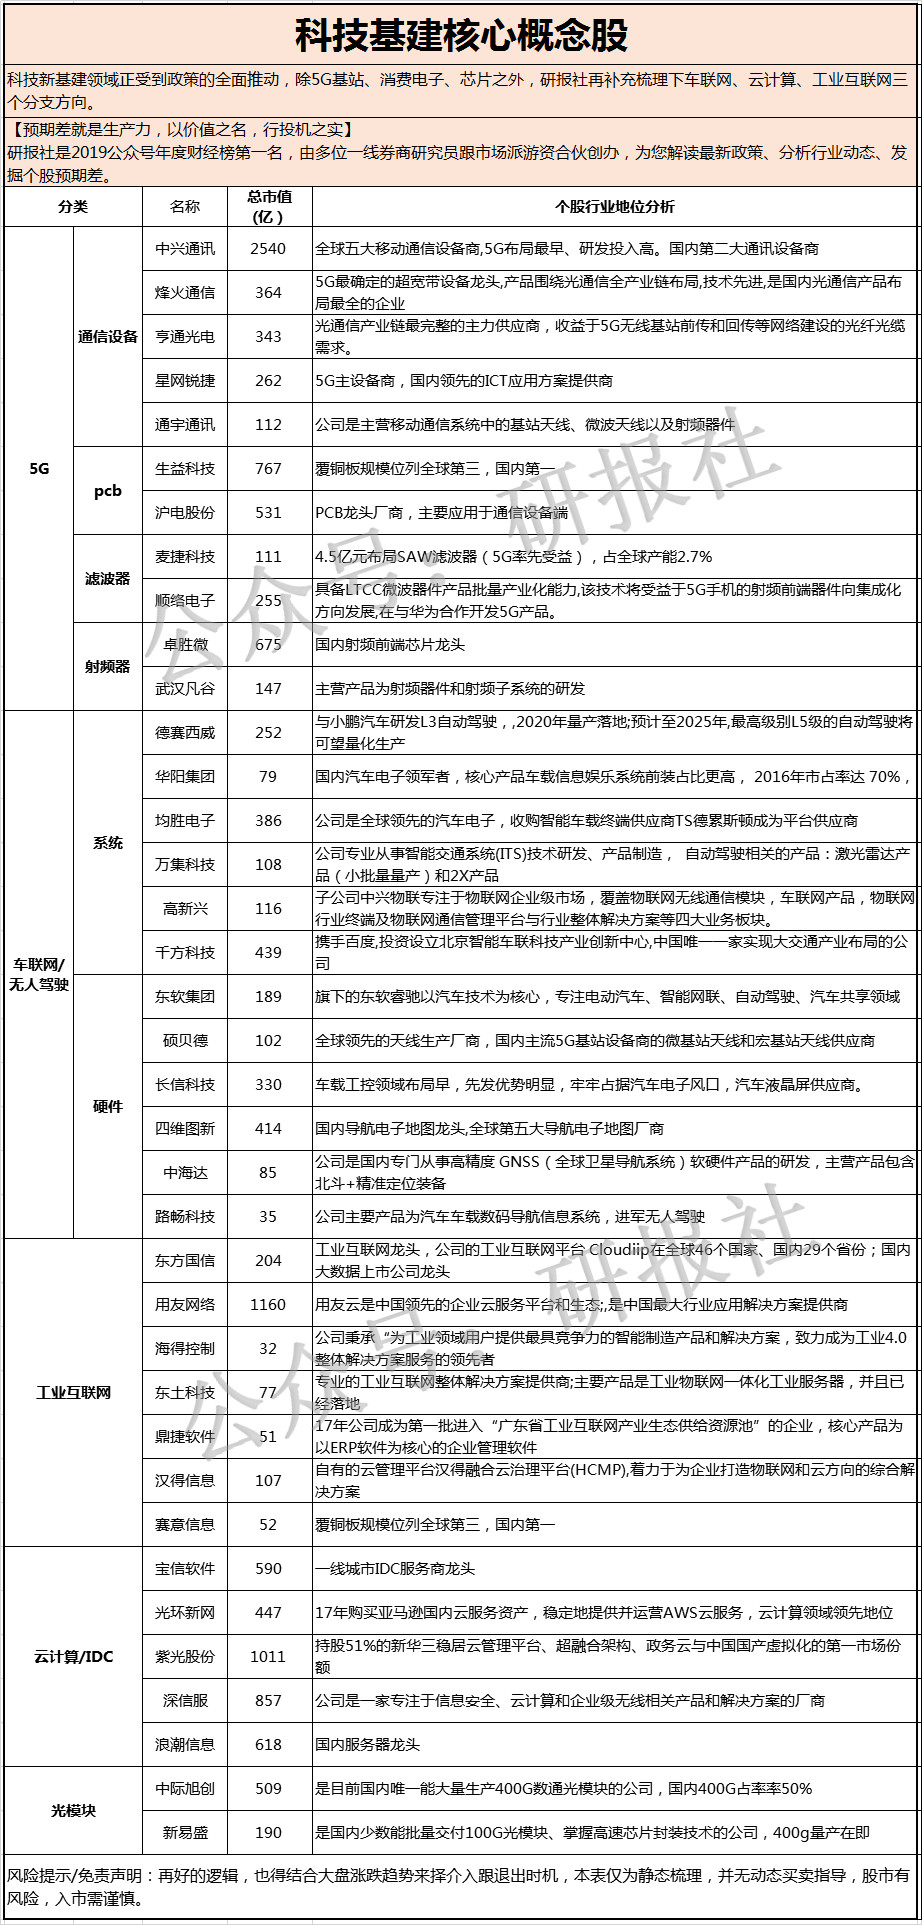 科技基建核心概念股
科技新基建领域正受到政策的全面推动，除5G基站、消费电子、芯片之外，研报社再补充梳理下车联网、云计算、工业互联网三
个分支方向。
【预期差就是生产力，以价值之名，行投机之实】
研报社是2019公众号年度财经榜第一名，由多位一线券商研究员跟市场派游资合伙创办，为您解读最新政策、分析行业动态、发
掘个股预期差。
分类 名称 总市值（亿） 个股行业地位分析
5G
通信设备
中兴通讯 2540 全球五大移动通信设备商,5G布局最早、研发投入高。国内第二大通讯设备商
烽火通信 364 5G最确定的超宽带设备龙头,产品围绕光通信全产业链布局,技术先进,是国内光通信产品布
局最全的企业
亨通光电 343 光通信产业链最完整的主力供应商，收益于5G无线基站前传和回传等网络建设的光纤光缆
需求。
星网锐捷 262 5G主设备商，国内领先的ICT应用方案提供商
通宇通讯 112 公司是主营移动通信系统中的基站天线、微波天线以及射频器件
pcb
生益科技 767 覆铜板规模位列全球第三，国内第一
沪电股份 531 PCB龙头厂商，主要应用于通信设备端
滤波器
麦捷科技 111 4.5亿元布局SAW滤波器（5G率先受益），占全球产能2.7%
顺络电子 255 具备LTCC微波器件产品批量产业化能力,该技术将受益于5G手机的射频前端器件向集成化
方向发展,在与华为合作开发5G产品。
射频器
卓胜微 675 国内射频前端芯片龙头
武汉凡谷 147 主营产品为射频器件和射频子系统的研发
车联网/
无人驾驶
系统
德赛西威 252 与小鹏汽车研发L3自动驾驶，,2020年量产落地;预计至2025年,最高级别L5级的自动驾驶将
可望量化生产
华阳集团 79 国内汽车电子领军者，核心产品车载信息娱乐系统前装占比更高， 2016年市占率达 70%，
均胜电子 386 公司是全球领先的汽车电子，收购智能车载终端供应商TS德累斯顿成为平台供应商
万集科技 108 公司专业从事智能交通系统(ITS)技术研发、产品制造， 自动驾驶相关的产品：激光雷达产
品（小批量量产）和2X产品
高新兴 116 子公司中兴物联专注于物联网企业级市场，覆盖物联网无线通信模块，车联网产品，物联网
行业终端及物联网通信管理平台与行业整体解决方案等四大业务板块。
千方科技 439 携手百度,投资设立北京智能车联科技产业创新中心,中国唯一一家实现大交通产业布局的公
司
硬件
东软集团 189 旗下的东软睿驰以汽车技术为核心，专注电动汽车、智能网联、自动驾驶、汽车共享领域
硕贝德 102 全球领先的天线生产厂商，国内主流5G基站设备商的微基站天线和宏基站天线供应商
长信科技 330 车载工控领域布局早，先发优势明显，牢牢占据汽车电子风口，汽车液晶屏供应商。
四维图新 414 国内导航电子地图龙头,全球第五大导航电子地图厂商
中海达 85 公司是国内专门从事高精度 GNSS（全球卫星导航系统）软硬件产品的研发，主营产品包含
北斗+精准定位装备
路畅科技 35 公司主要产品为汽车车载数码导航信息系统，进军无人驾驶
工业互联网
东方国信 204 工业互联网龙头，公司的工业互联网平台 Cloudiip在全球46个国家、国内29个省份；国内
大数据上市公司龙头
用友网络 1160 用友云是中国领先的企业云服务平台和生态;,是中国最大行业应用解决方案提供商
海得控制 32 公司秉承“为工业领域用户提供最具竞争力的智能制造产品和解决方案，致力成为工业4.0
整体解决方案服务的领先者
东土科技 77 专业的工业互联网整体解决方案提供商;主要产品是工业物联网一体化工业服务器，并且已
经落地
鼎捷软件 51 17年公司成为第一批进入“广东省工业互联网产业生态供给资源池”的企业，核心产品为
以ERP软件为核心的企业管理软件
汉得信息 107 自有的云管理平台汉得融合云治理平台(HCMP),着力于为企业打造物联网和云方向的综合解
决方案
赛意信息 52 覆铜板规模位列全球第三，国内第一
云计算/IDC
宝信软件 590 一线城市IDC服务商龙头
光环新网 447 17年购买亚马逊国内云服务资产，稳定地提供并运营AWS云服务，云计算领域领先地位
紫光股份 1011 持股51%的新华三稳居云管理平台、超融合架构、政务云与中国国产虚拟化的第一市场份
额
深信服 857 公司是一家专注于信息安全、云计算和企业级无线相关产品和解决方案的厂商
浪潮信息 618 国内服务器龙头
光模块
中际旭创 509 是目前国内唯一能大量生产400G数通光模块的公司，国内400G占率率50%
新易盛 190 是国内少数能批量交付100G光模块、掌握高速芯片封装技术的公司，400g量产在即
风险提示/免责声明：再好的逻辑，也得结合大盘涨跌趋势来择介入跟退出时机，本表仅为静态梳理，并无动态买卖指导，股市有
风险，入市需谨慎。
公众号：研报社
公众号：研报社